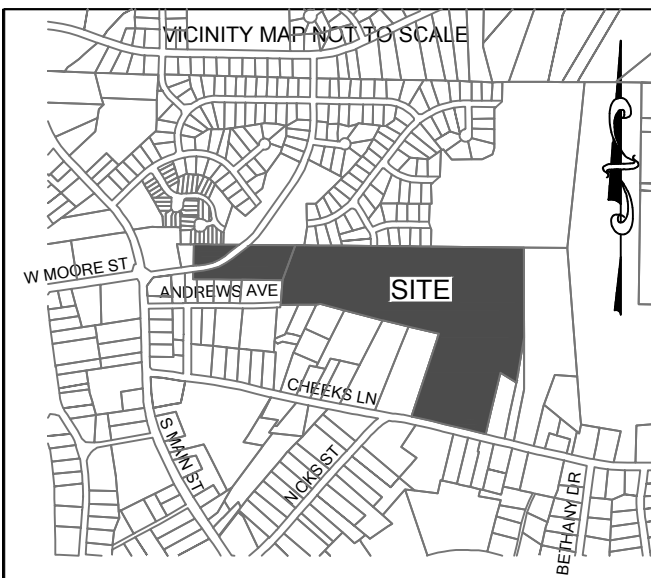 VICINITY MAP NOT TO SCALE
W MOORE ST
ANDREWS AVE
SITE
CHEEKS LN
S MAIN ST
NICKS ST
BETHANY DR